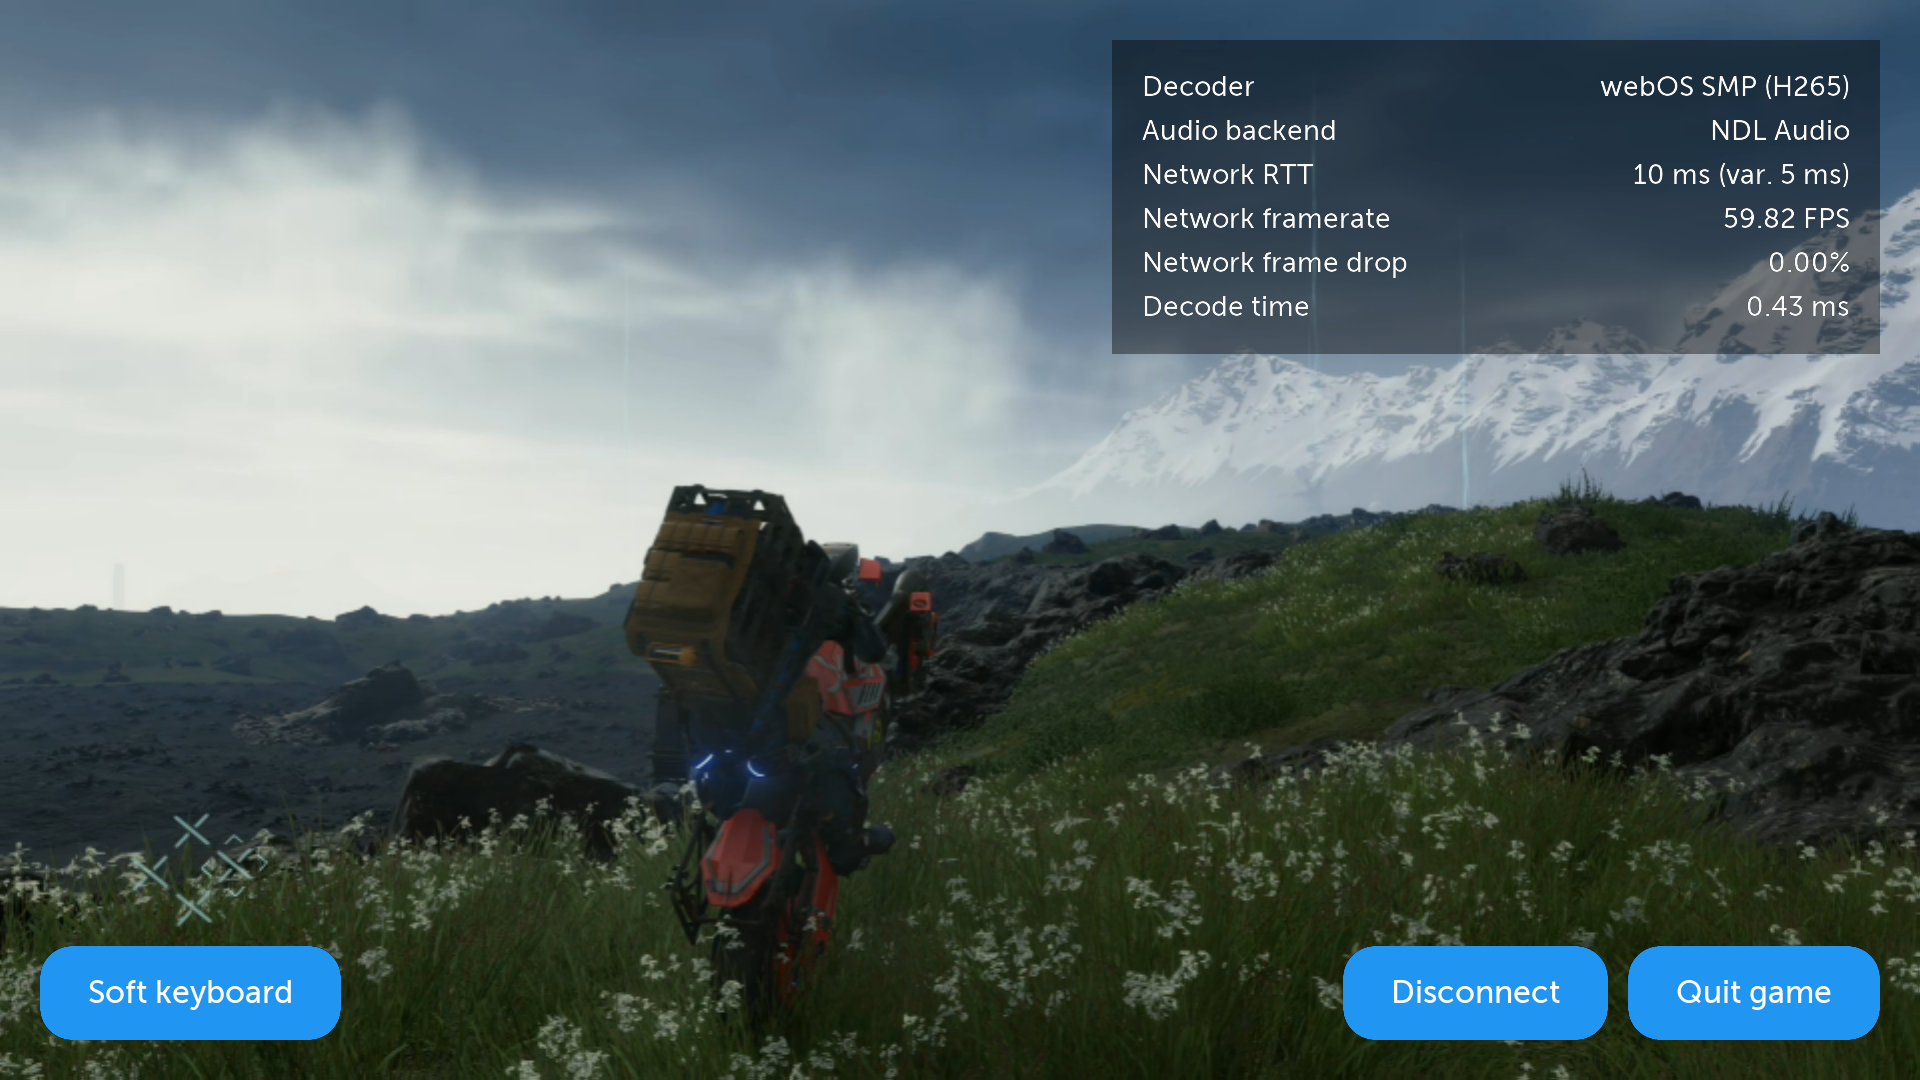 Decoder webOS SMP (H265)
Audio backend NDL Audio
Network RTT 10 ms (var. 5 ms)
Network framerate 59.82 FPS
Network frame drop 0.00%
Decode time 0.43 ms
Soft keyboard Disconnect Quit game